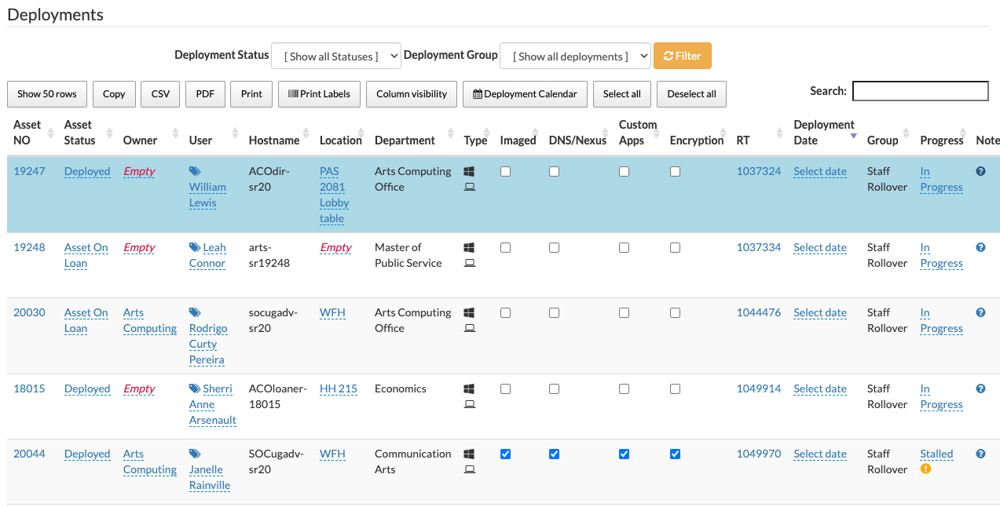 Deployments
Deployment Status [ Show all Statuses ] Deployment Group [ Show all deployments ] Filter
Show 50 rows Copy CSV PDF Print Print Labels Column visibility Deployment Calendar Select all Deselect all Search:
Asset NO Asset Status Owner User Hostname Location Department Type Imaged DNS/Nexus Custom Apps Encryption RT Deployment Date Group Progress Note
19247 Deployed Empty William Lewis ACOdir-sr20 PAS 2081 Lobby table Arts Computing Office 1037324 Select date Staff Rollover In Progress
19248 Asset On Loan Empty Leah Connor arts-sr19248 Empty Master of Public Service 1037334 Select date Staff Rollover In Progress
20030 Asset On Loan Arts Computing Rodrigo Curty Pereira socugadv-sr20 WFH Arts Computing Office 1044476 Select date Staff Rollover In Progress
18015 Deployed Empty Sherri Anne Arsenault ACOloaner-18015 HH 215 Economics 1049914 Select date Staff Rollover In Progress
20044 Deployed Arts Computing Janelle Rainville SOCugadv-sr20 WFH Communication Arts 1049970 Select date Staff Rollover Stalled